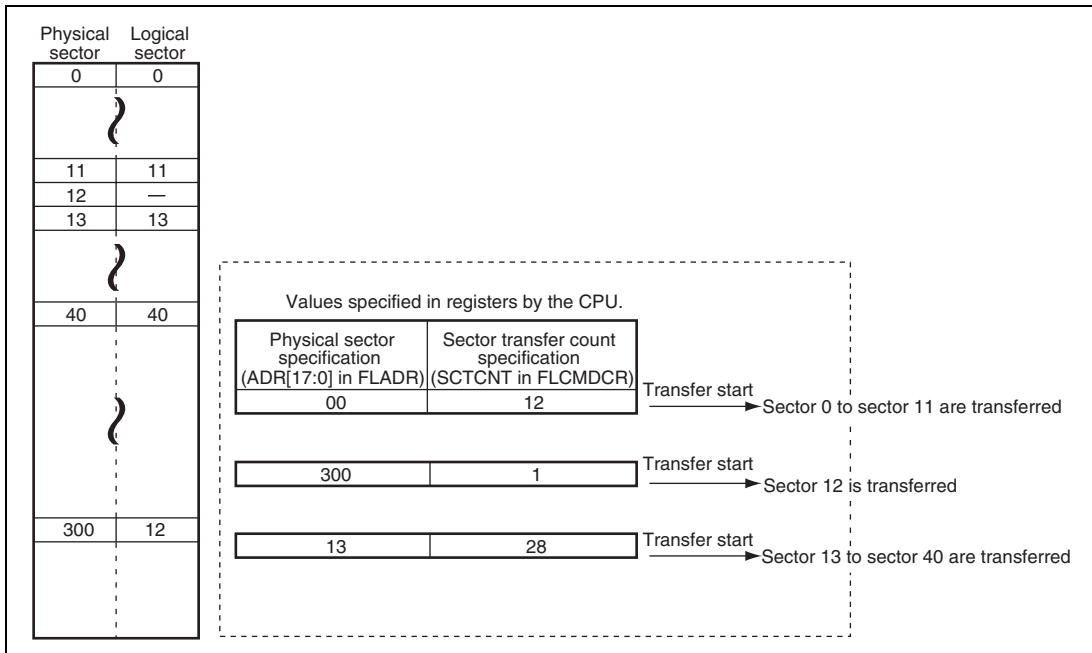 Physical sector Logical sector
0 0
11 11
12 —
13 13
40 40
300 12
Values specified in registers by the CPU.
Physical sector specification (ADR[17:0] in FLADR) Sector transfer count specification (SCTCNT in FLCMDCR)
00 12
Transfer start
Sector 0 to sector 11 are transferred
300 1
Transfer start
Sector 12 is transferred
13 28
Transfer start
Sector 13 to sector 40 are transferred